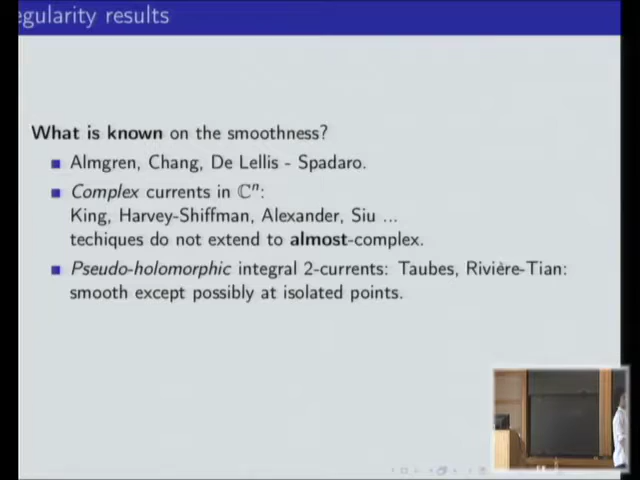 egularity results
What is known on the smoothness?
Almgren, Chang, De Lellis - Spadaro.
Complex currents in ℂⁿ:
King, Harvey-Shiffman, Alexander, Siu ...
techiques do not extend to almost-complex.
Pseudo-holomorphic integral 2-currents: Taubes, Rivière-Tian:
smooth except possibly at isolated points.